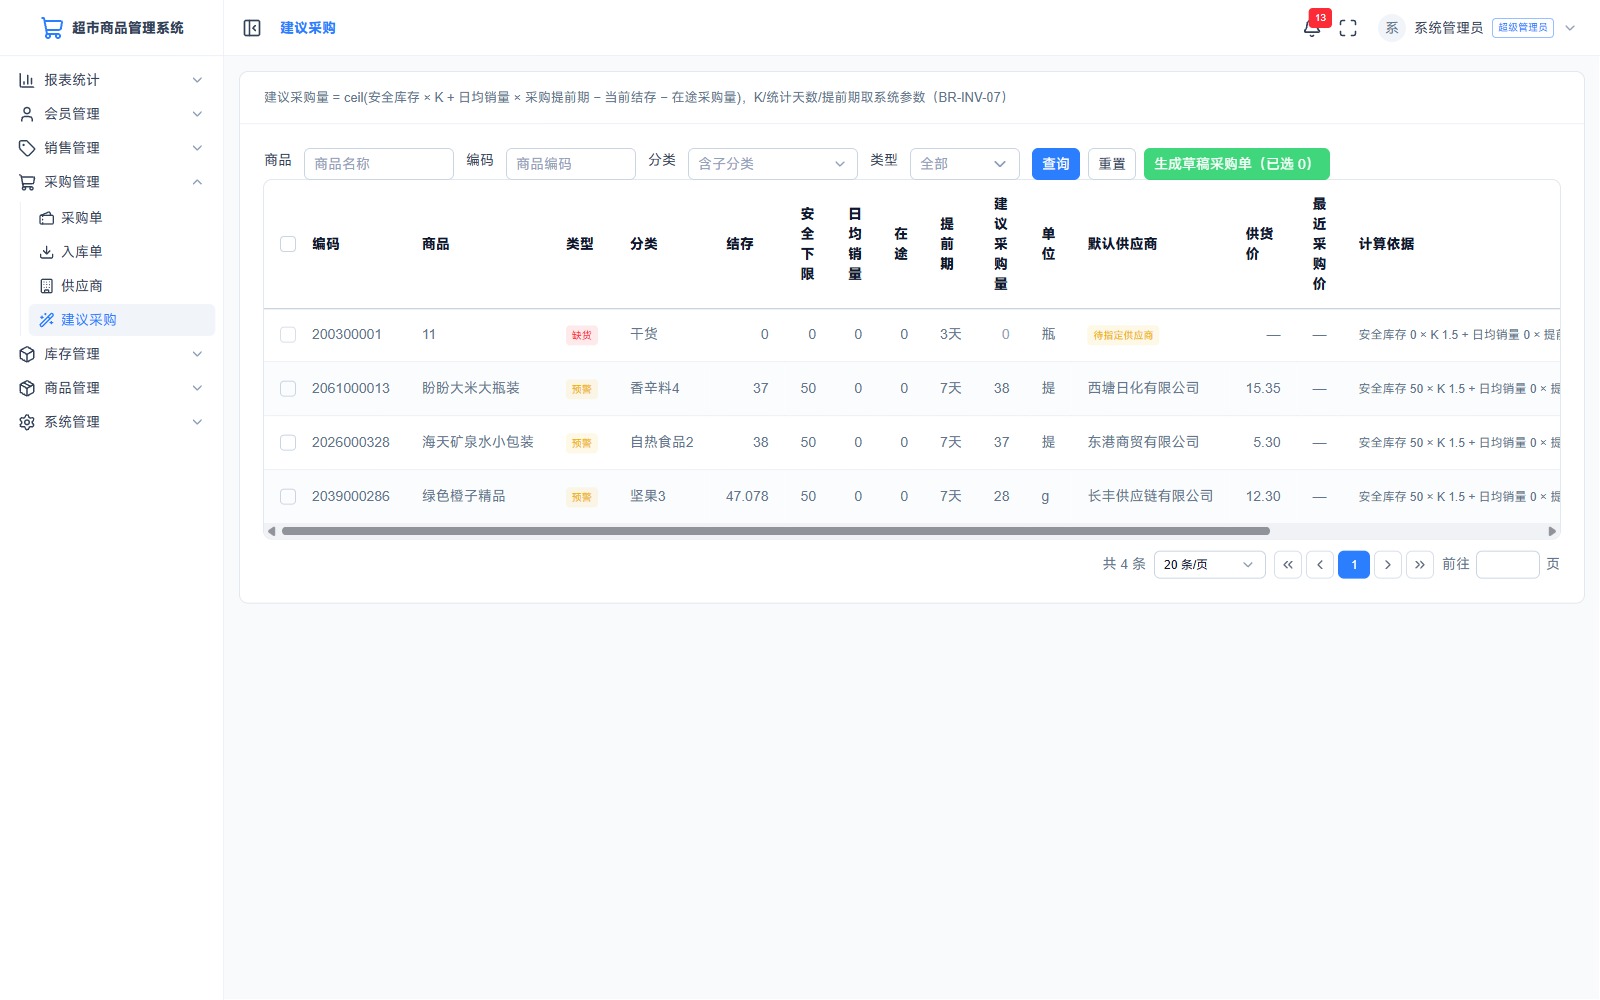 超市商品管理系统
建议采购
13
系 系统管理员 超级管理员
报表统计
会员管理
销售管理
采购管理
采购单
入库单
供应商
建议采购
库存管理
商品管理
系统管理
建议采购量 = ceil(安全库存 × K + 日均销量 × 采购提前期 − 当前结存 − 在途采购量)，K/统计天数/提前期取系统参数（BR-INV-07）
商品 商品名称 编码 商品编码 分类 含子分类 类型 全部 查询 重置 生成草稿采购单（已选 0）
编码 商品 类型 分类 结存 安全下限 日均销量 在途 提前期 建议采购量 单位 默认供应商 供货价 最近采购价 计算依据
200300001 11 缺货 干货 0 0 0 0 3天 0 瓶 待指定供应商 — — 安全库存 0 × K 1.5 + 日均销量 0 × 提前
2061000013 盼盼大米大瓶装 预警 香辛料4 37 50 0 0 7天 38 提 西塘日化有限公司 15.35 — 安全库存 50 × K 1.5 + 日均销量 0 × 提
2026000328 海天矿泉水小包装 预警 自热食品2 38 50 0 0 7天 37 提 东港商贸有限公司 5.30 — 安全库存 50 × K 1.5 + 日均销量 0 × 提
2039000286 绿色橙子精品 预警 坚果3 47.078 50 0 0 7天 28 g 长丰供应链有限公司 12.30 — 安全库存 50 × K 1.5 + 日均销量 0 × 提
共 4 条 20 条/页 1 前往 页